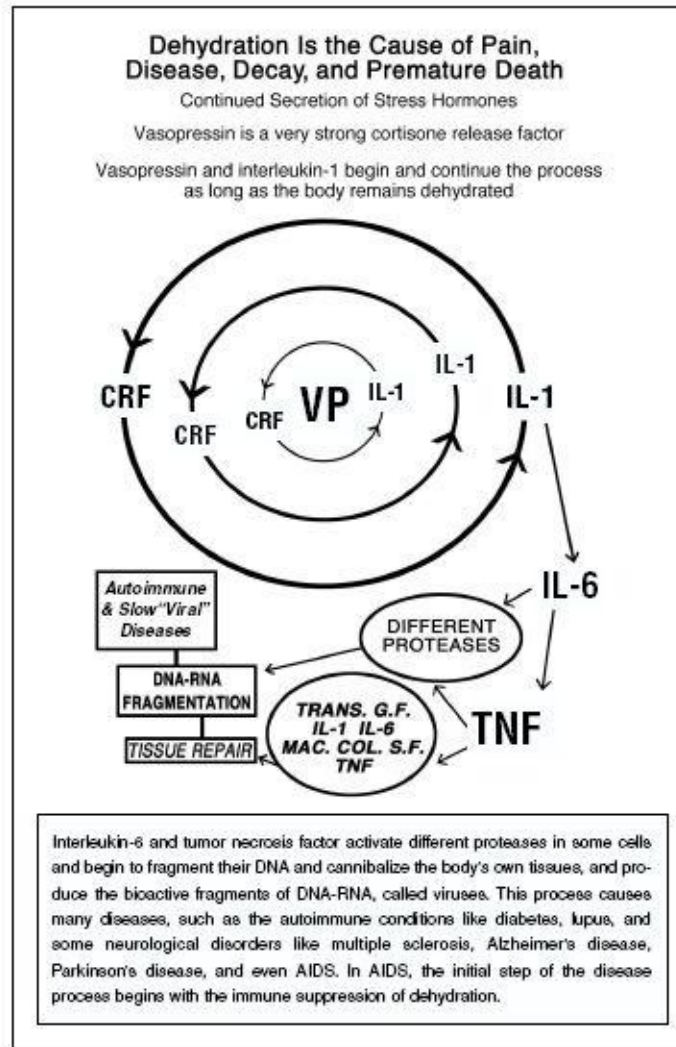 Dehydration Is the Cause of Pain,
Disease, Decay, and Premature Death
Continued Secretion of Stress Hormones
Vasopressin is a very strong cortisone release factor
Vasopressin and interleukin-1 begin and continue the process
as long as the body remains dehydrated
CRF
CRF
CRF
VP
IL-1
IL-1
IL-1
IL-6
Autoimmune
& Slow "Viral"
Diseases
DIFFERENT
PROTEASES
DNA-RNA
FRAGMENTATION
TRANS. G.F.
IL-1 IL-6
MAC. COL. S.F.
TNF
TNF
TISSUE REPAIR
Interleukin-6 and tumor necrosis factor activate different proteases in some cells
and begin to fragment their DNA and cannibalize the body's own tissues, and pro-
duce the bioactive fragments of DNA-RNA, called viruses. This process causes
many diseases, such as the autoimmune conditions like diabetes, lupus, and
some neurological disorders like multiple sclerosis, Alzheimer's disease,
Parkinson's disease, and even AIDS. In AIDS, the initial step of the disease
process begins with the immune suppression of dehydration.